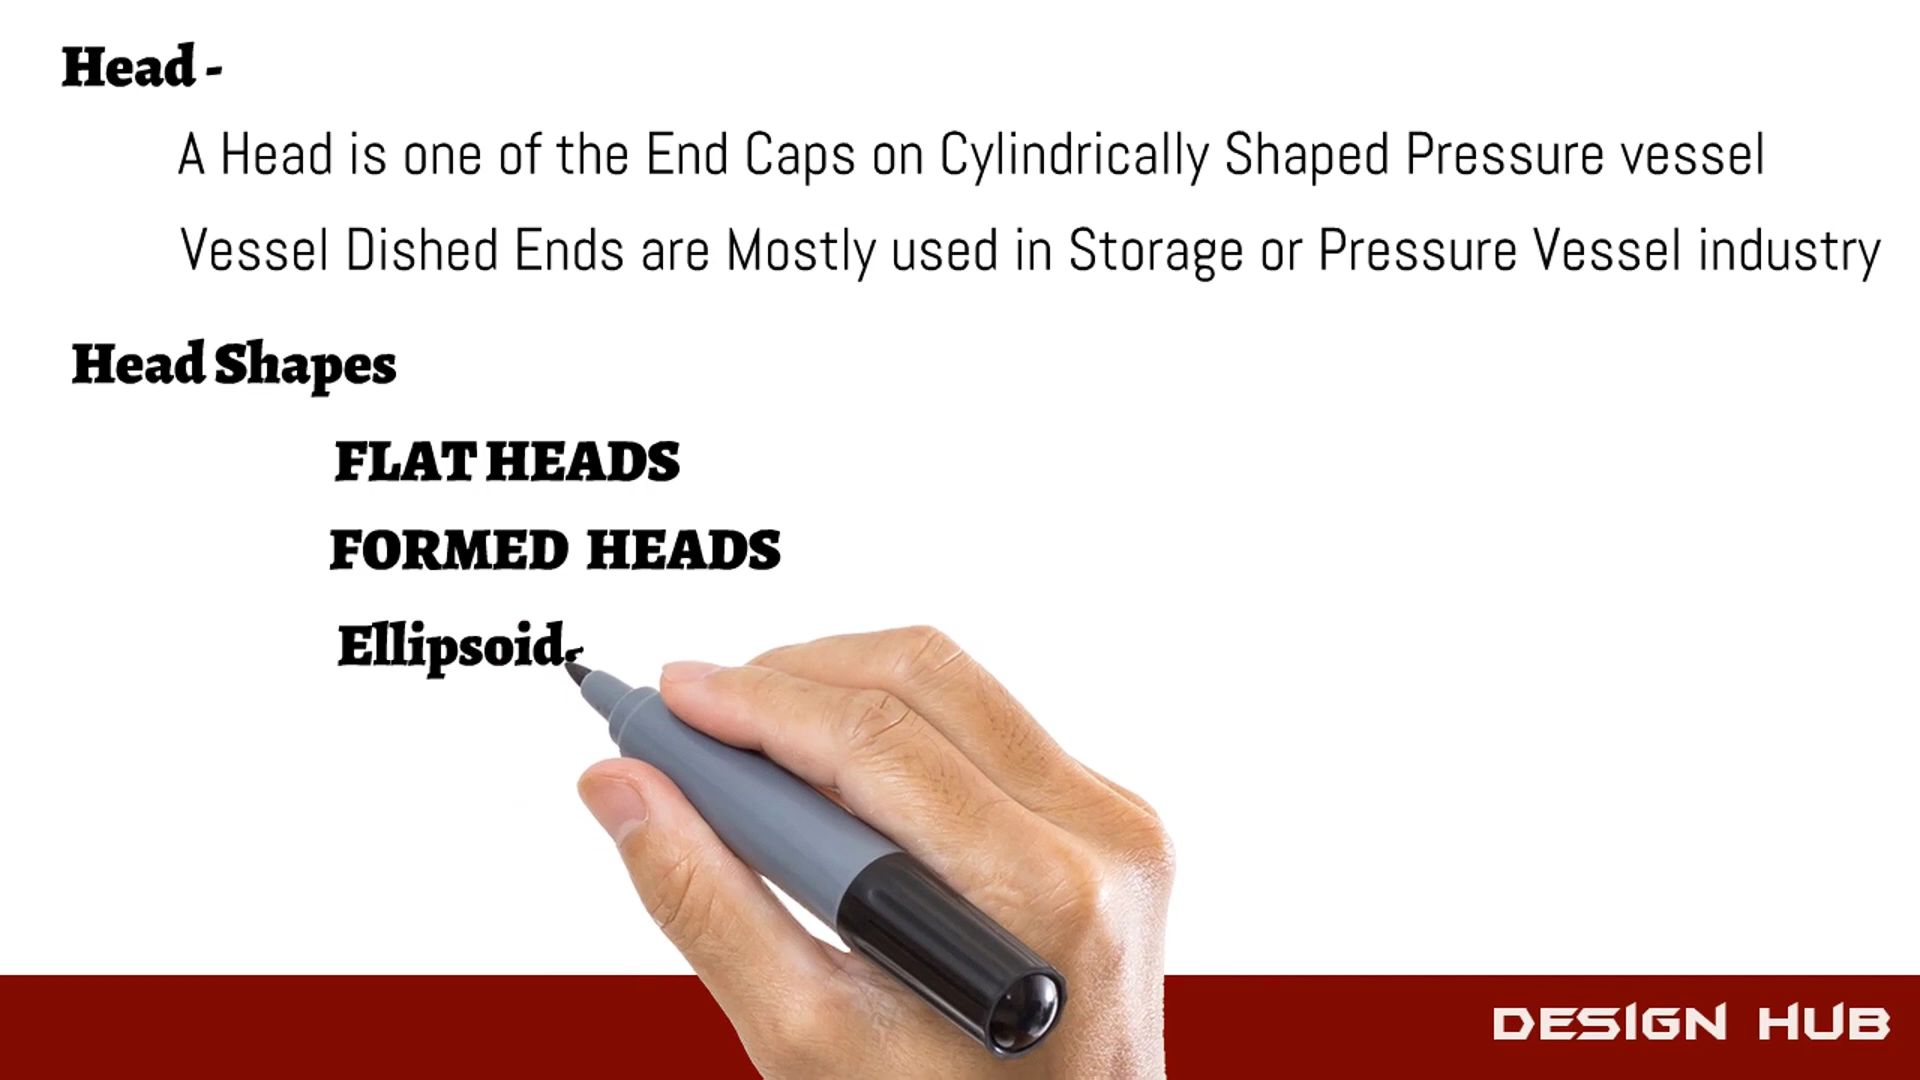 Head -
A Head is one of the End Caps on Cylindrically Shaped Pressure vessel
Vessel Dished Ends are Mostly used in Storage or Pressure Vessel industry
Head Shapes
FLAT HEADS
FORMED HEADS
Ellipsoid
DESIGN HUB